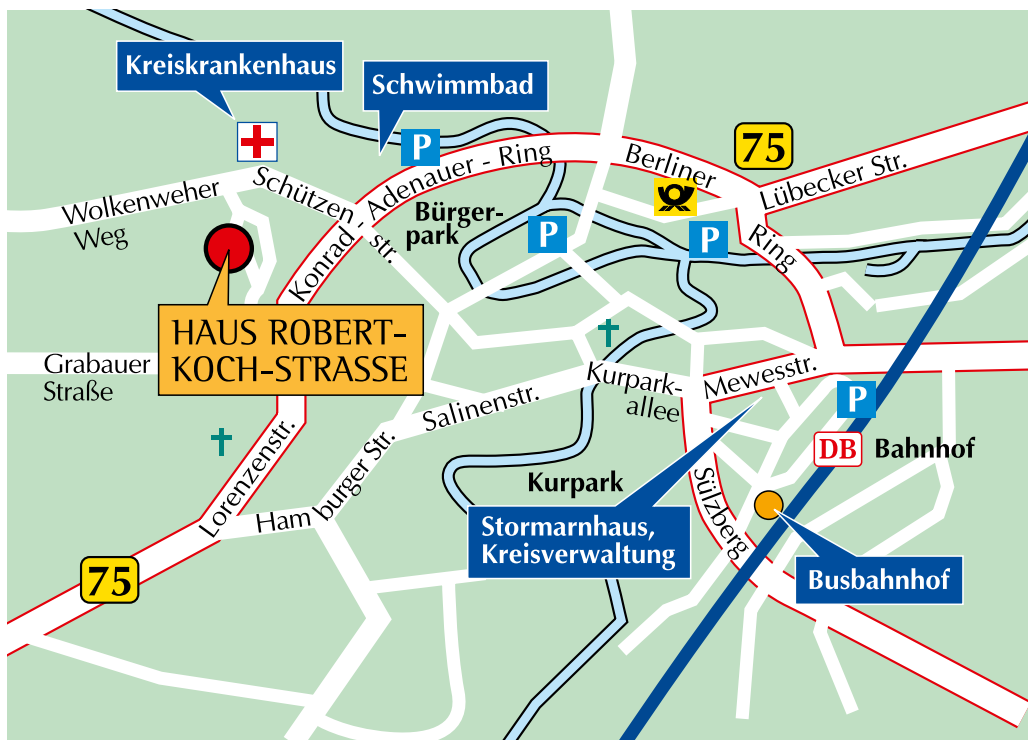 Kreiskrankenhaus
Schwimmbad
P
75
Konrad - Adenauer - Ring
Berliner
Ring
Lübecker Str.
Wolkenweher
Weg
Schützen -
str.
Bürger-
park
P
P
HAUS ROBERT-
KOCH-STRASSE
Grabauer
Straße
Kurpark-
allee
Mewesstr.
P
Salinenstr.
DB Bahnhof
Lorenzenstr.
Hamburger Str.
Kurpark
Sülzberg
Stormarnhaus,
Kreisverwaltung
75
Busbahnhof